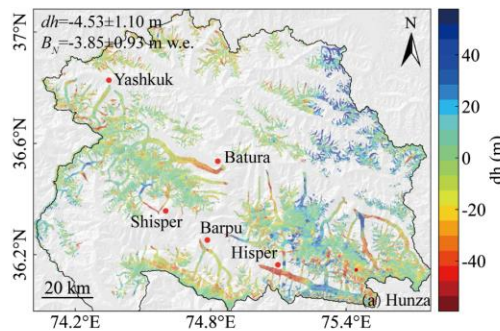 dh=-4.53±1.10 m
B_N=-3.85±0.93 m w.e.
N
Yashkuk
Batura
Shisper
Barpu
Hisper
20 km
(a) Hunza
37°N
36.6°N
36.2°N
74.2°E
74.8°E
75.4°E
40
20
0
-20
-40
dh (m)